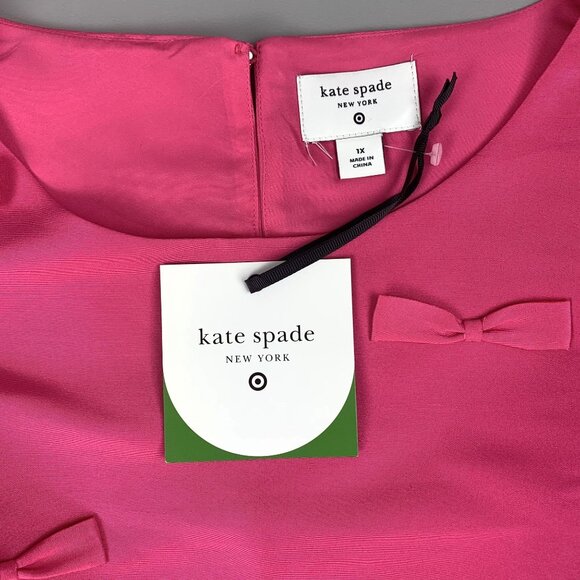 kate spade
NEW YORK
1X
MADE IN
CHINA
kate spade
NEW YORK